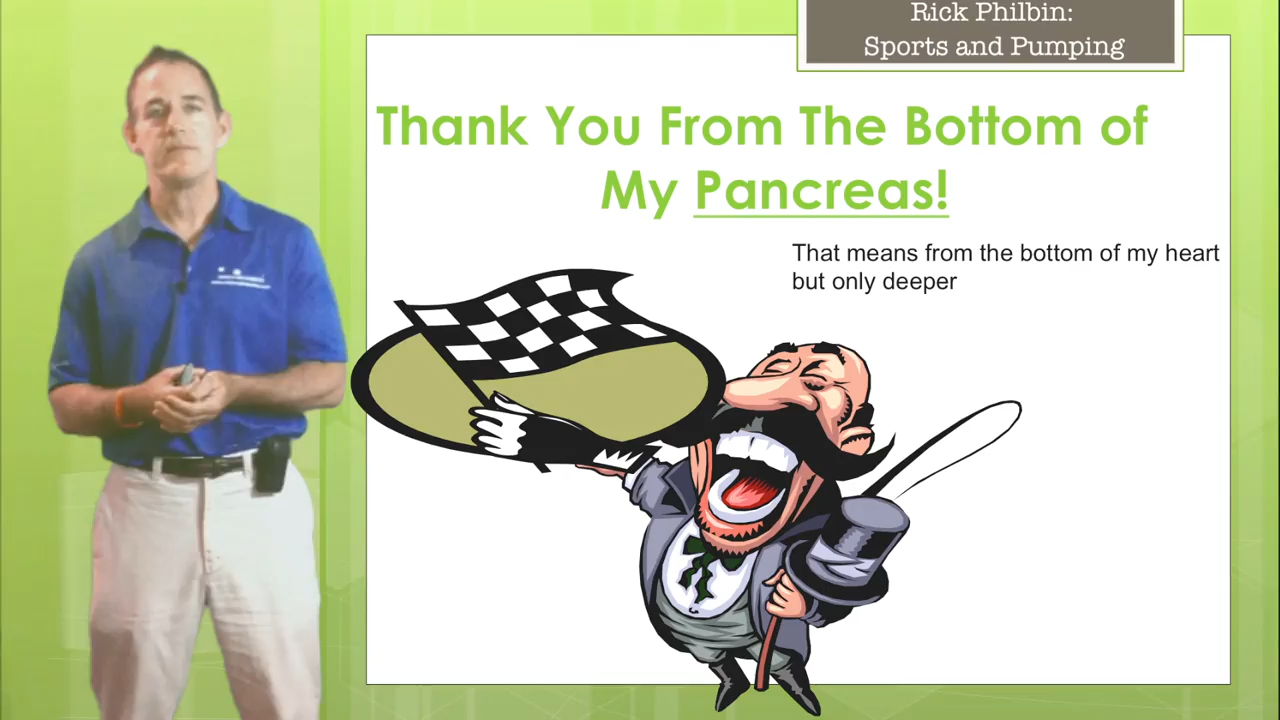 Rick Philbin:
Sports and Pumping
Thank You From The Bottom of
My Pancreas!
That means from the bottom of my heart
but only deeper